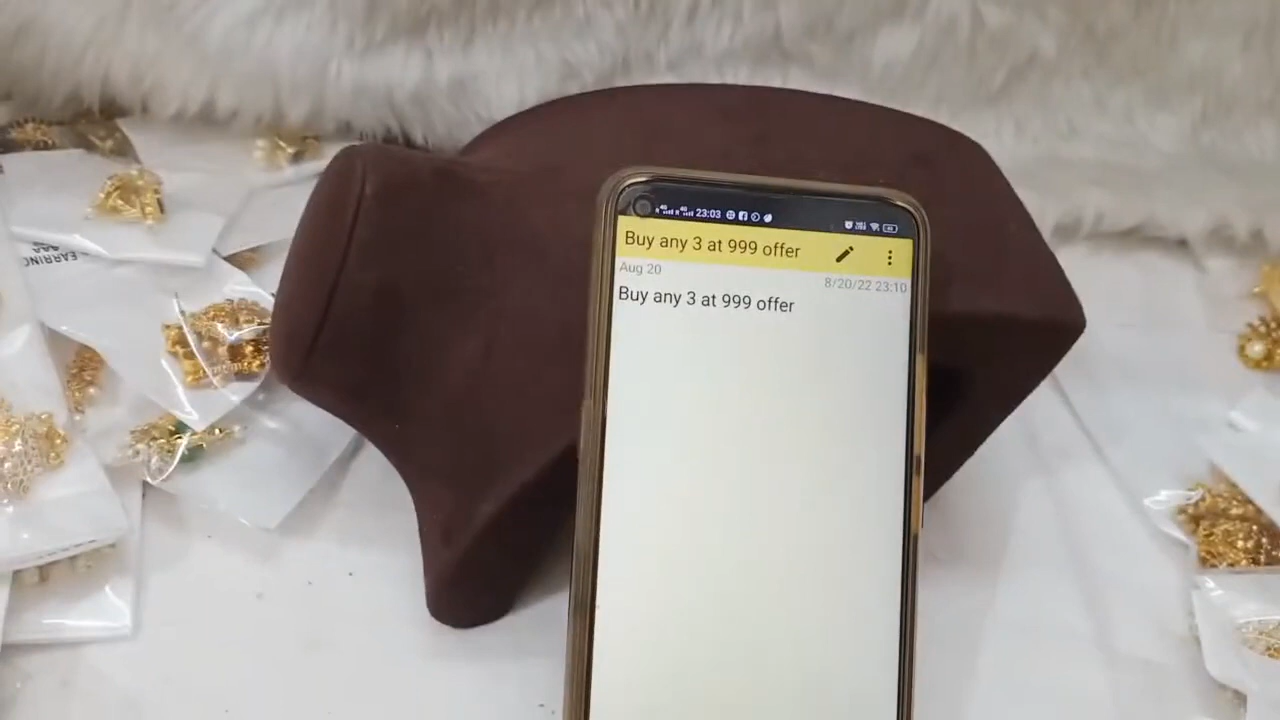 23:03
Buy any 3 at 999 offer
Aug 20
8/20/22 23:10
Buy any 3 at 999 offer
EARRING